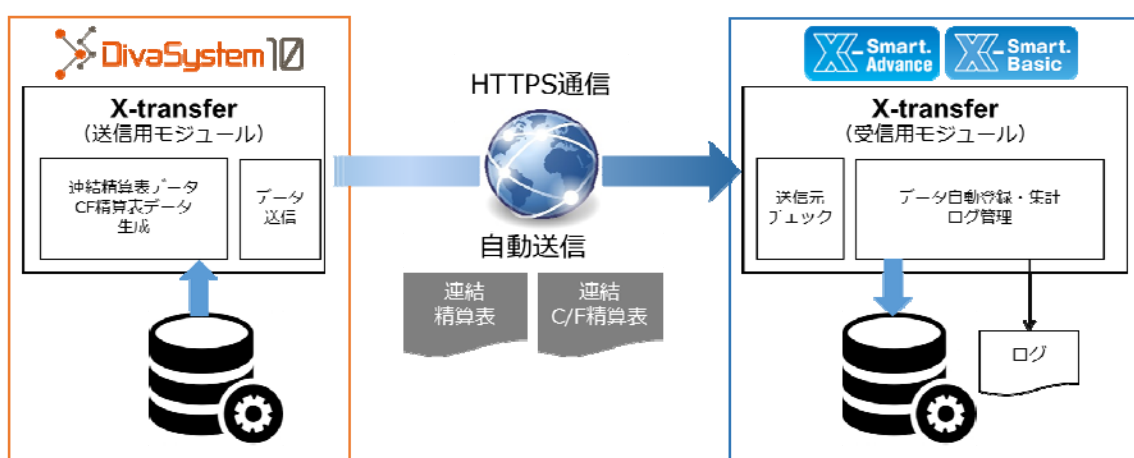 DivaSystem10
X-transfer
(送信用モジュール)
連結精算表データ
CF精算表データ
生成
データ
送信
HTTPS通信
自動送信
連結
精算表
連結
C/F精算表
X-Smart.
Advance
X-Smart.
Basic
X-transfer
(受信用モジュール)
送信元
チェック
データ自動登録・集計
ログ管理
ログ